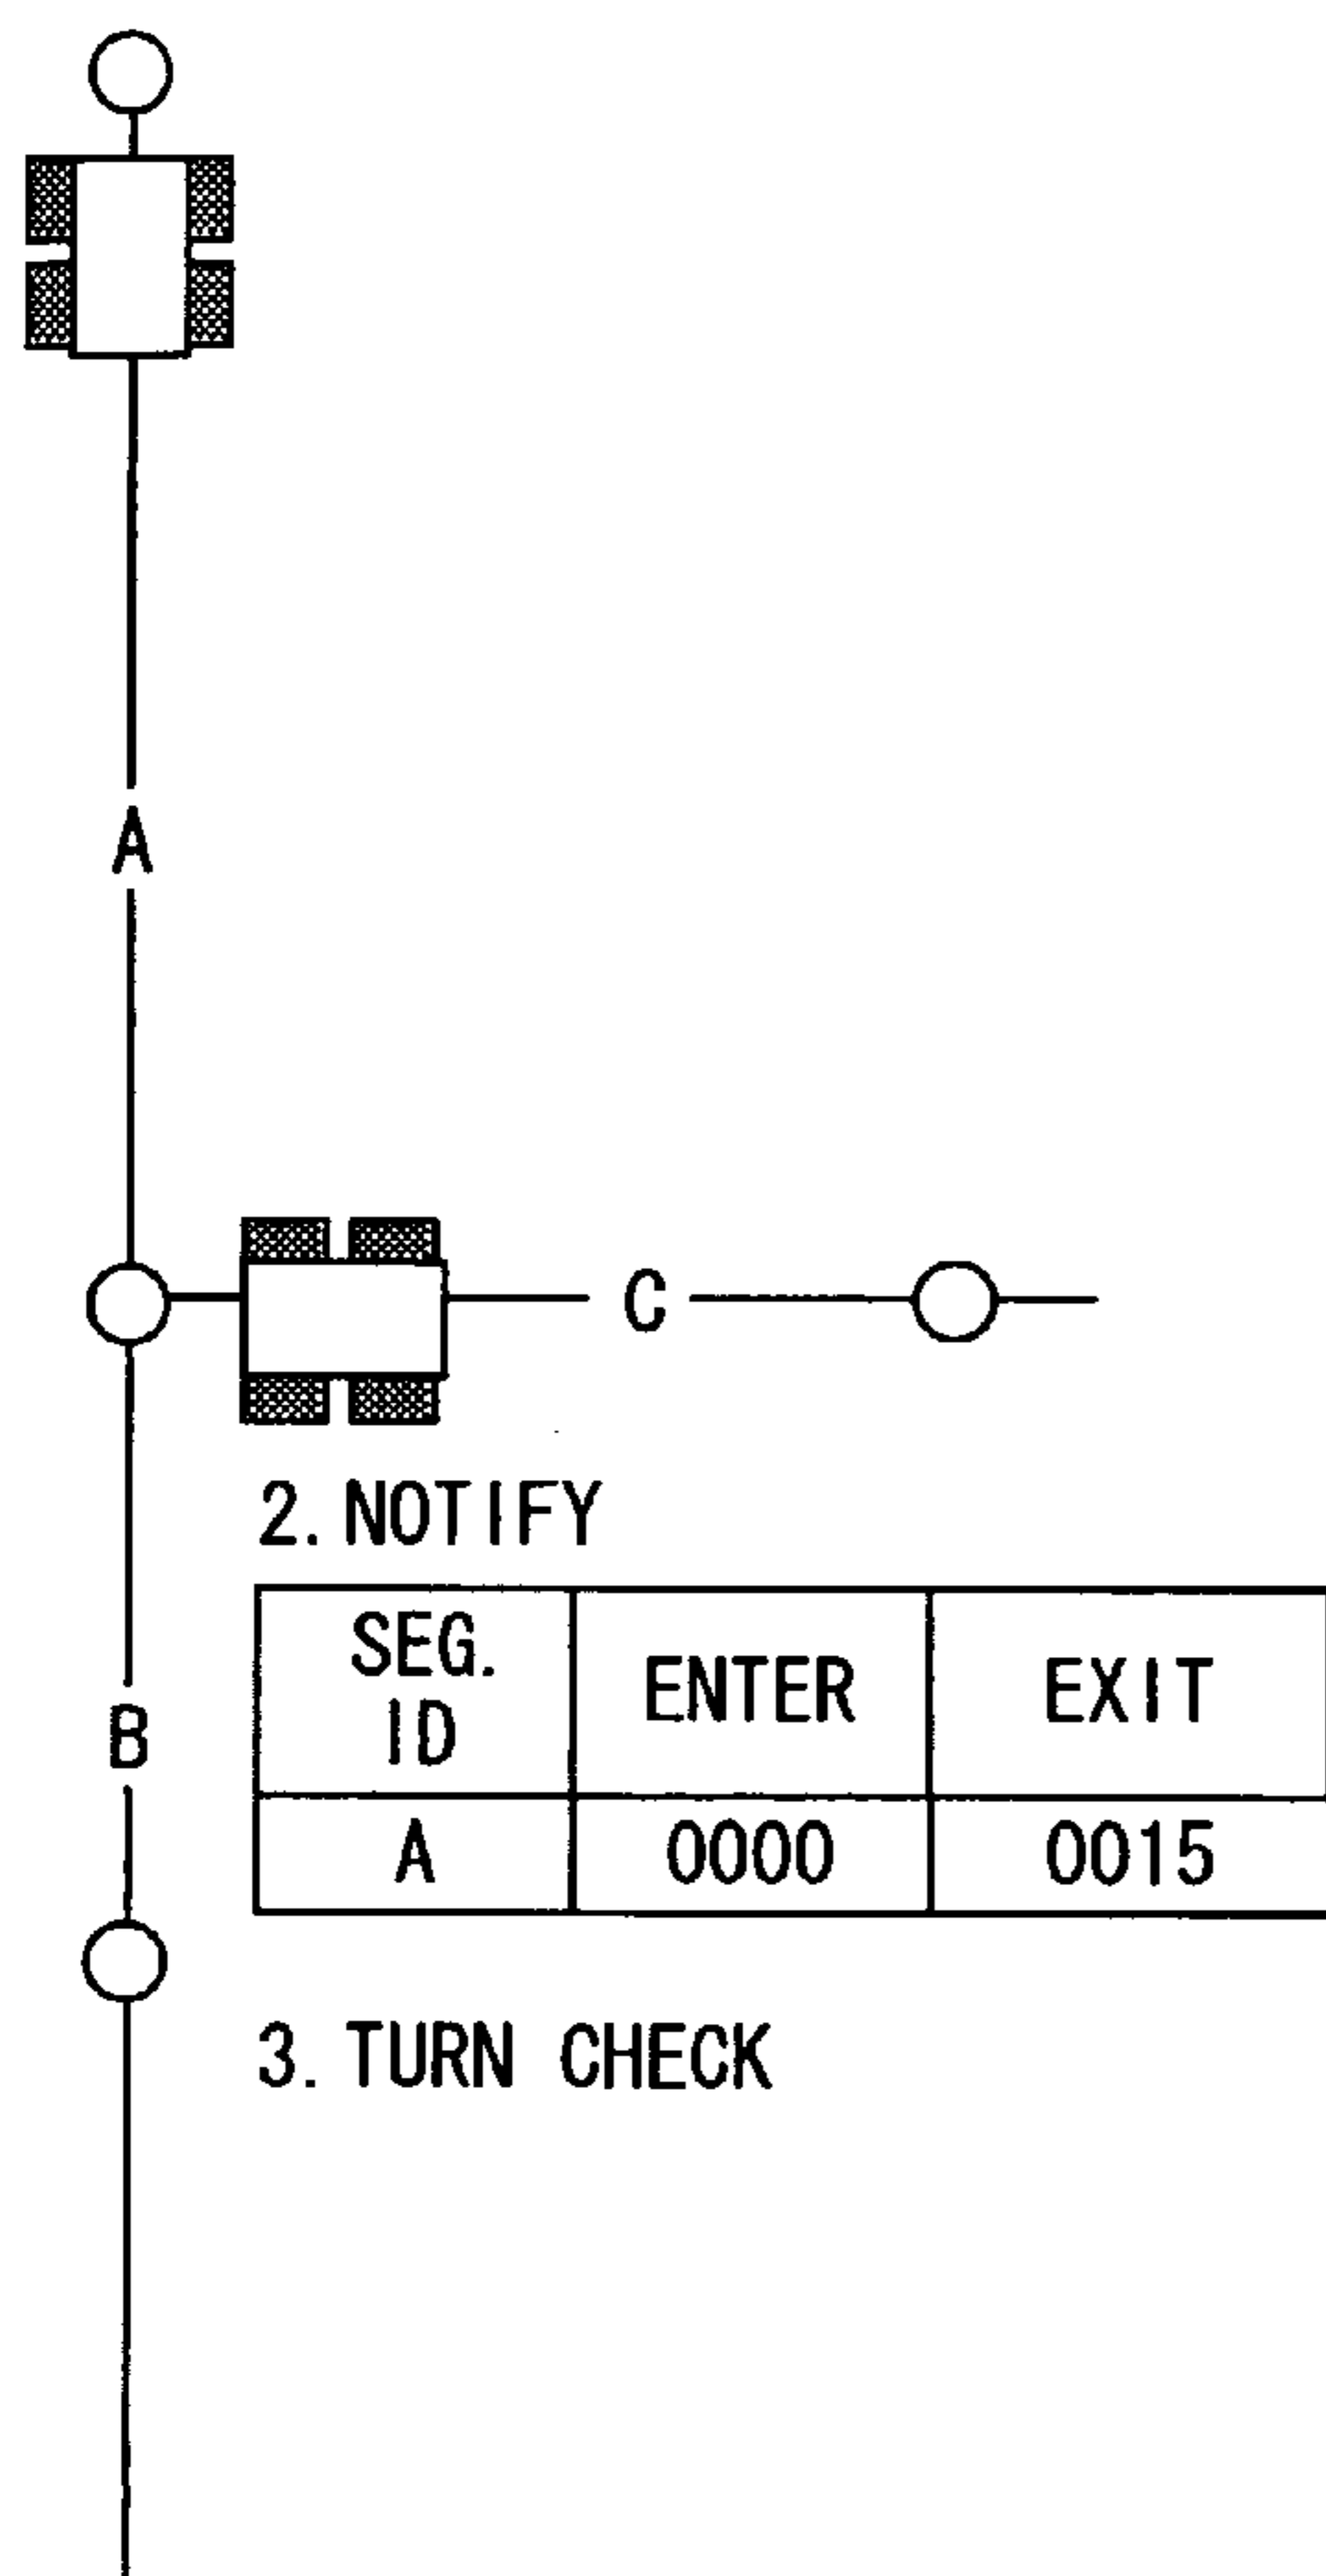 A
C
2. NOTIFY
SEG. ID ENTER EXIT
A 0000 0015
B
3. TURN CHECK